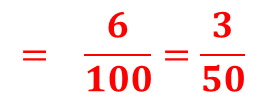 = 6/100 = 3/50